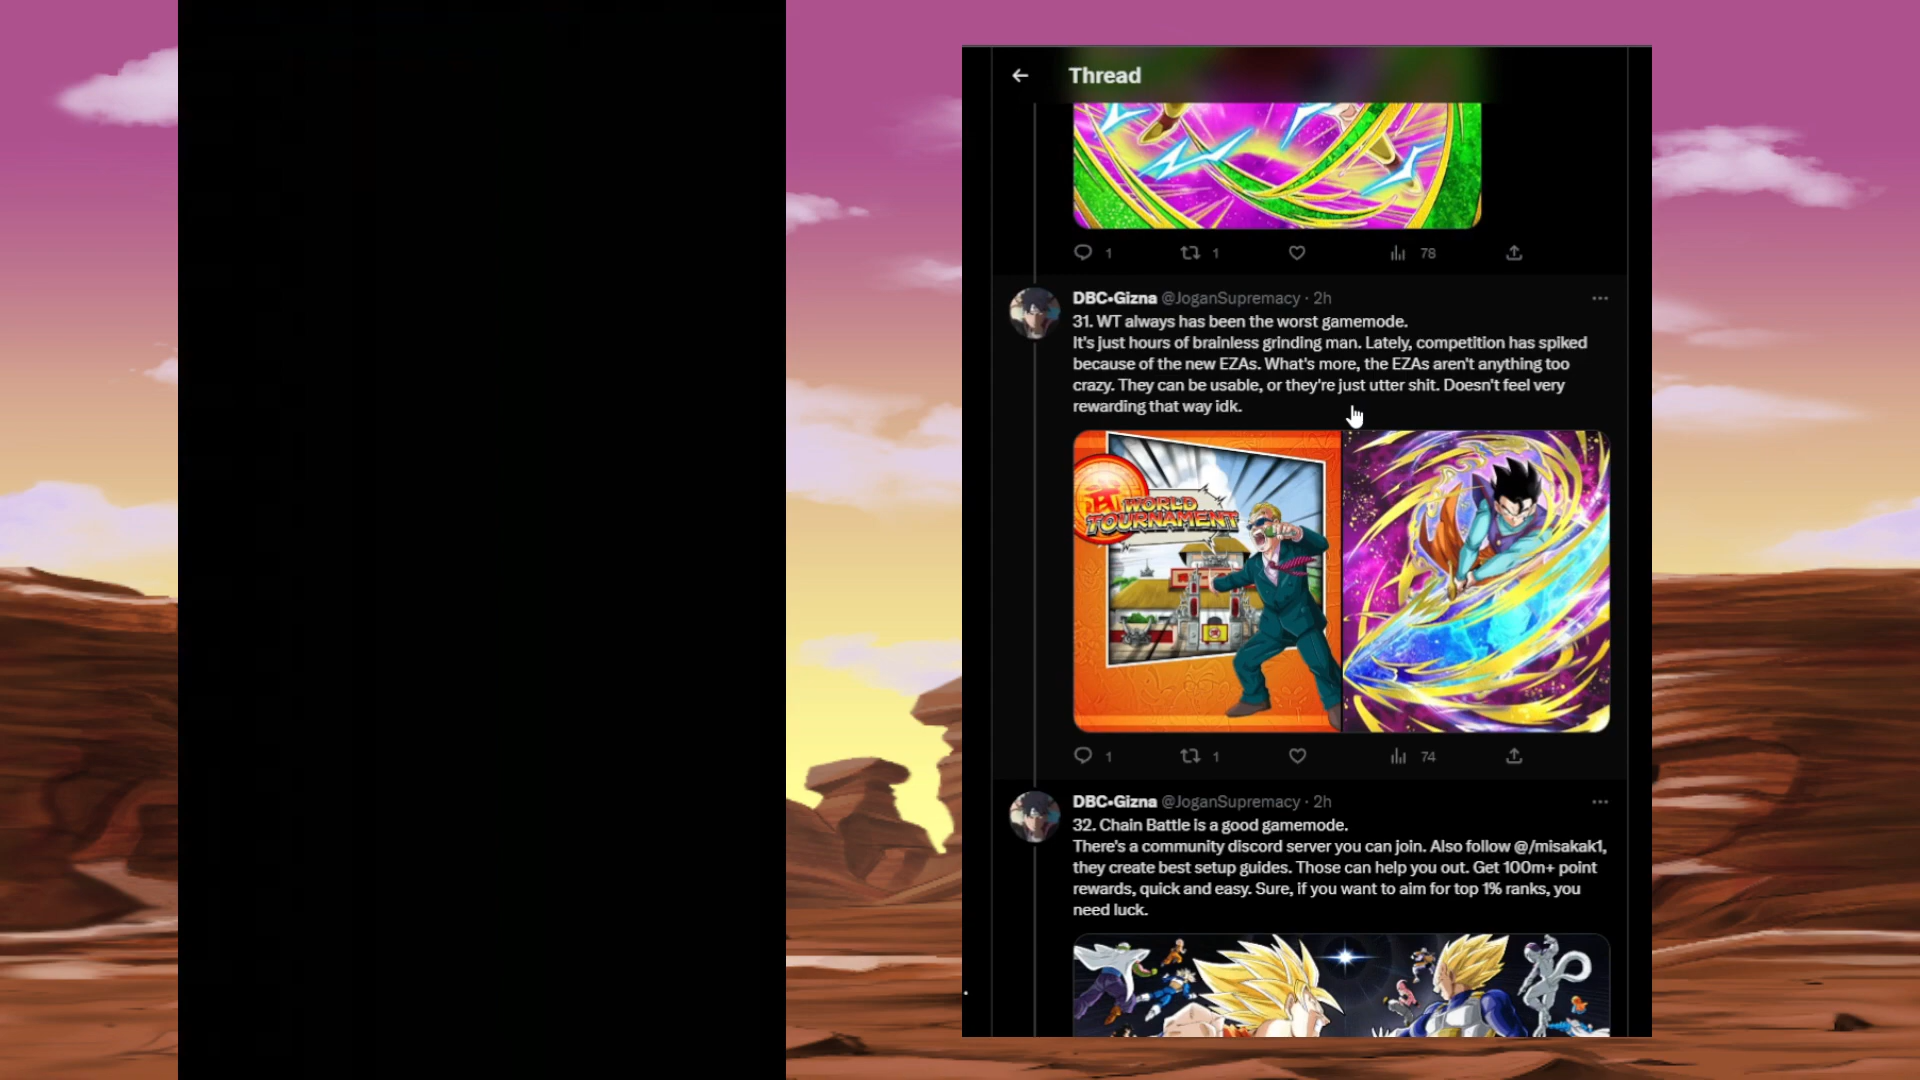 Thread
1 1 78
DBC•Gizna @JoganSupremacy · 2h
31. WT always has been the worst gamemode.
It's just hours of brainless grinding man. Lately, competition has spiked
because of the new EZAs. What's more, the EZAs aren't anything too
crazy. They can be usable, or they're just utter shit. Doesn't feel very
rewarding that way idk.
WORLD
TOURNAMENT
1 1 74
DBC•Gizna @JoganSupremacy · 2h
32. Chain Battle is a good gamemode.
There's a community discord server you can join. Also follow @/misakak1,
they create best setup guides. Those can help you out. Get 100m+ point
rewards, quick and easy. Sure, if you want to aim for top 1% ranks, you
need luck.